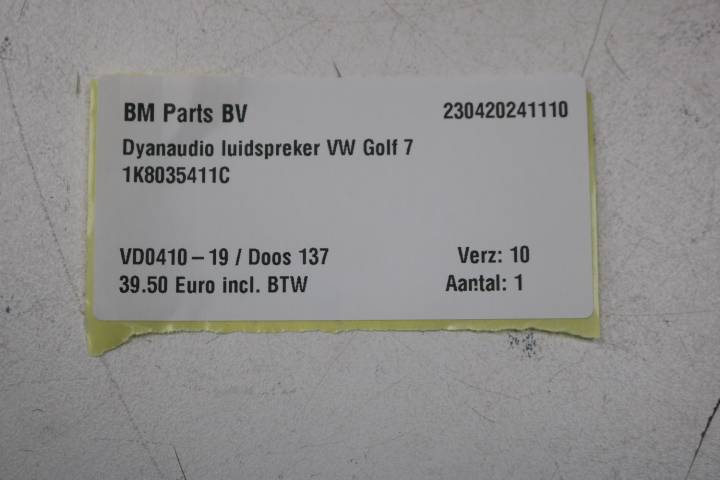 BM Parts BV 230420241110
Dyanaudio luidspreker VW Golf 7
1K8035411C
VD0410-19 / Doos 137 Verz: 10
39.50 Euro incl. BTW Aantal: 1